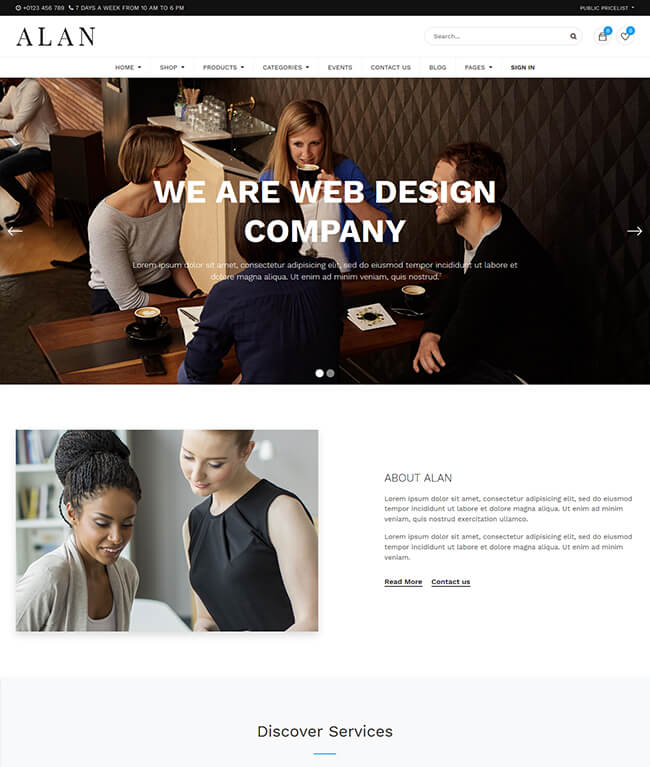 +0123 456 789 7 DAYS A WEEK FROM 10 AM TO 6 PM
PUBLIC PRICELIST
ALAN
Search...
0
0
HOME SHOP PRODUCTS CATEGORIES EVENTS CONTACT US BLOG PAGES SIGN IN
WE ARE WEB DESIGN
COMPANY
Lorem ipsum dolor sit amet, consectetur adipisicing elit, sed do eiusmod tempor incididunt ut labore et
dolore magna aliqua. Ut enim ad minim veniam, quis nostrud.
ABOUT ALAN
Lorem ipsum dolor sit amet, consectetur adipisicing elit, sed do eiusmod
tempor incididunt ut labore et dolore magna aliqua. Ut enim ad minim
veniam, quis nostrud exercitation ullamco.
Lorem ipsum dolor sit amet, consectetur adipisicing elit, sed do eiusmod
tempor incididunt ut labore et dolore magna aliqua. Ut enim ad minim
veniam.
Read More Contact us
Discover Services